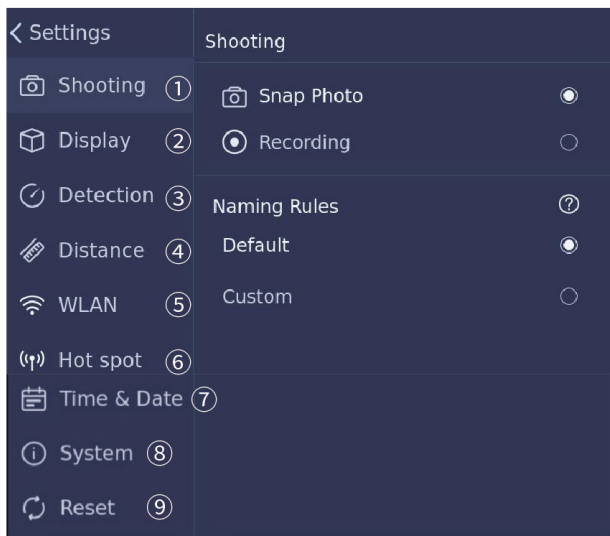 Settings
Shooting ①
Display ②
Detection ③
Distance ④
WLAN ⑤
Hot spot ⑥
Time & Date ⑦
System ⑧
Reset ⑨
Shooting
Snap Photo
Recording
Naming Rules ?
Default
Custom